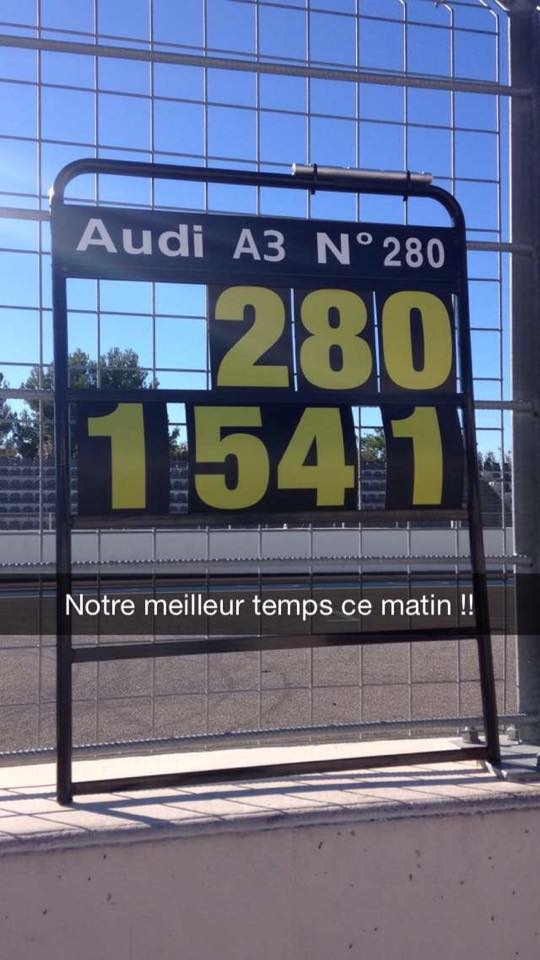 Audi A3 N° 280
280
1 54 1
Notre meilleur temps ce matin !!